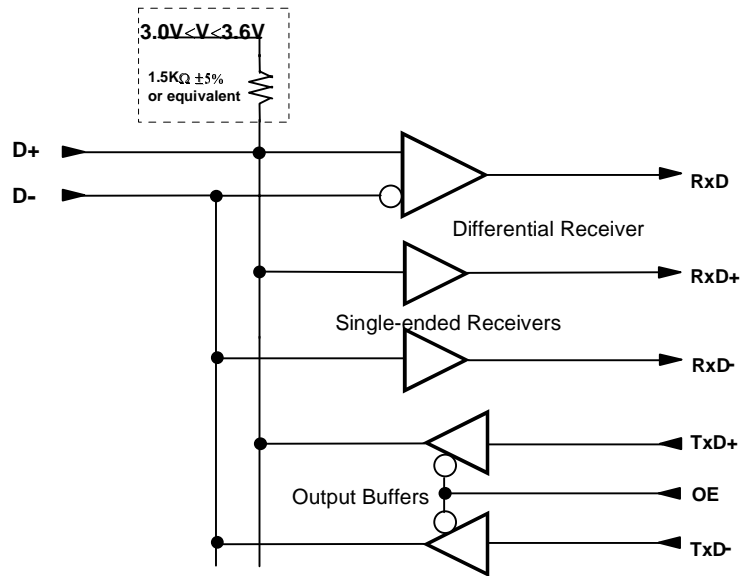 3.0V<V<3.6V
1.5KΩ ±5%
or equivalent
D+
D-
RxD
Differential Receiver
RxD+
Single-ended Receivers
RxD-
TxD+
Output Buffers
OE
TxD-